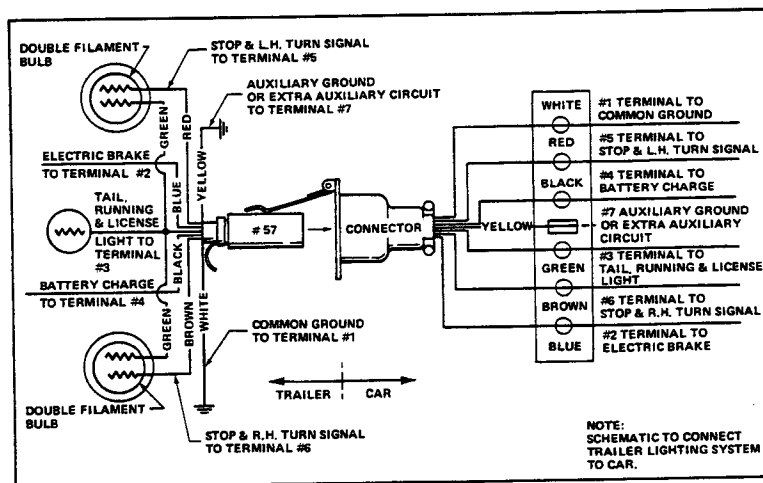 DOUBLE FILAMENT
BULB
STOP & L.H. TURN SIGNAL
TO TERMINAL #5
AUXILIARY GROUND
OR EXTRA AUXILIARY CIRCUIT
TO TERMINAL #7
GREEN
RED
YELLOW
ELECTRIC BRAKE
TO TERMINAL #2
BLUE
TAIL,
RUNNING
& LICENSE
LIGHT TO
TERMINAL
#3
BATTERY CHARGE
TO TERMINAL #4
BLACK
GREEN
BROWN
WHITE
# 57
CONNECTOR
COMMON GROUND
TO TERMINAL #1
TRAILER
CAR
DOUBLE FILAMENT
BULB
STOP & R.H. TURN SIGNAL
TO TERMINAL #6
WHITE
#1 TERMINAL TO
COMMON GROUND
RED
#5 TERMINAL TO
STOP & L.H. TURN SIGNAL
BLACK
#4 TERMINAL TO
BATTERY CHARGE
YELLOW
#7 AUXILIARY GROUND
OR EXTRA AUXILIARY
CIRCUIT
GREEN
#3 TERMINAL TO
TAIL, RUNNING & LICENSE
LIGHT
BROWN
#6 TERMINAL TO
STOP & R.H. TURN SIGNAL
BLUE
#2 TERMINAL TO
ELECTRIC BRAKE
NOTE:
SCHEMATIC TO CONNECT
TRAILER LIGHTING SYSTEM
TO CAR.